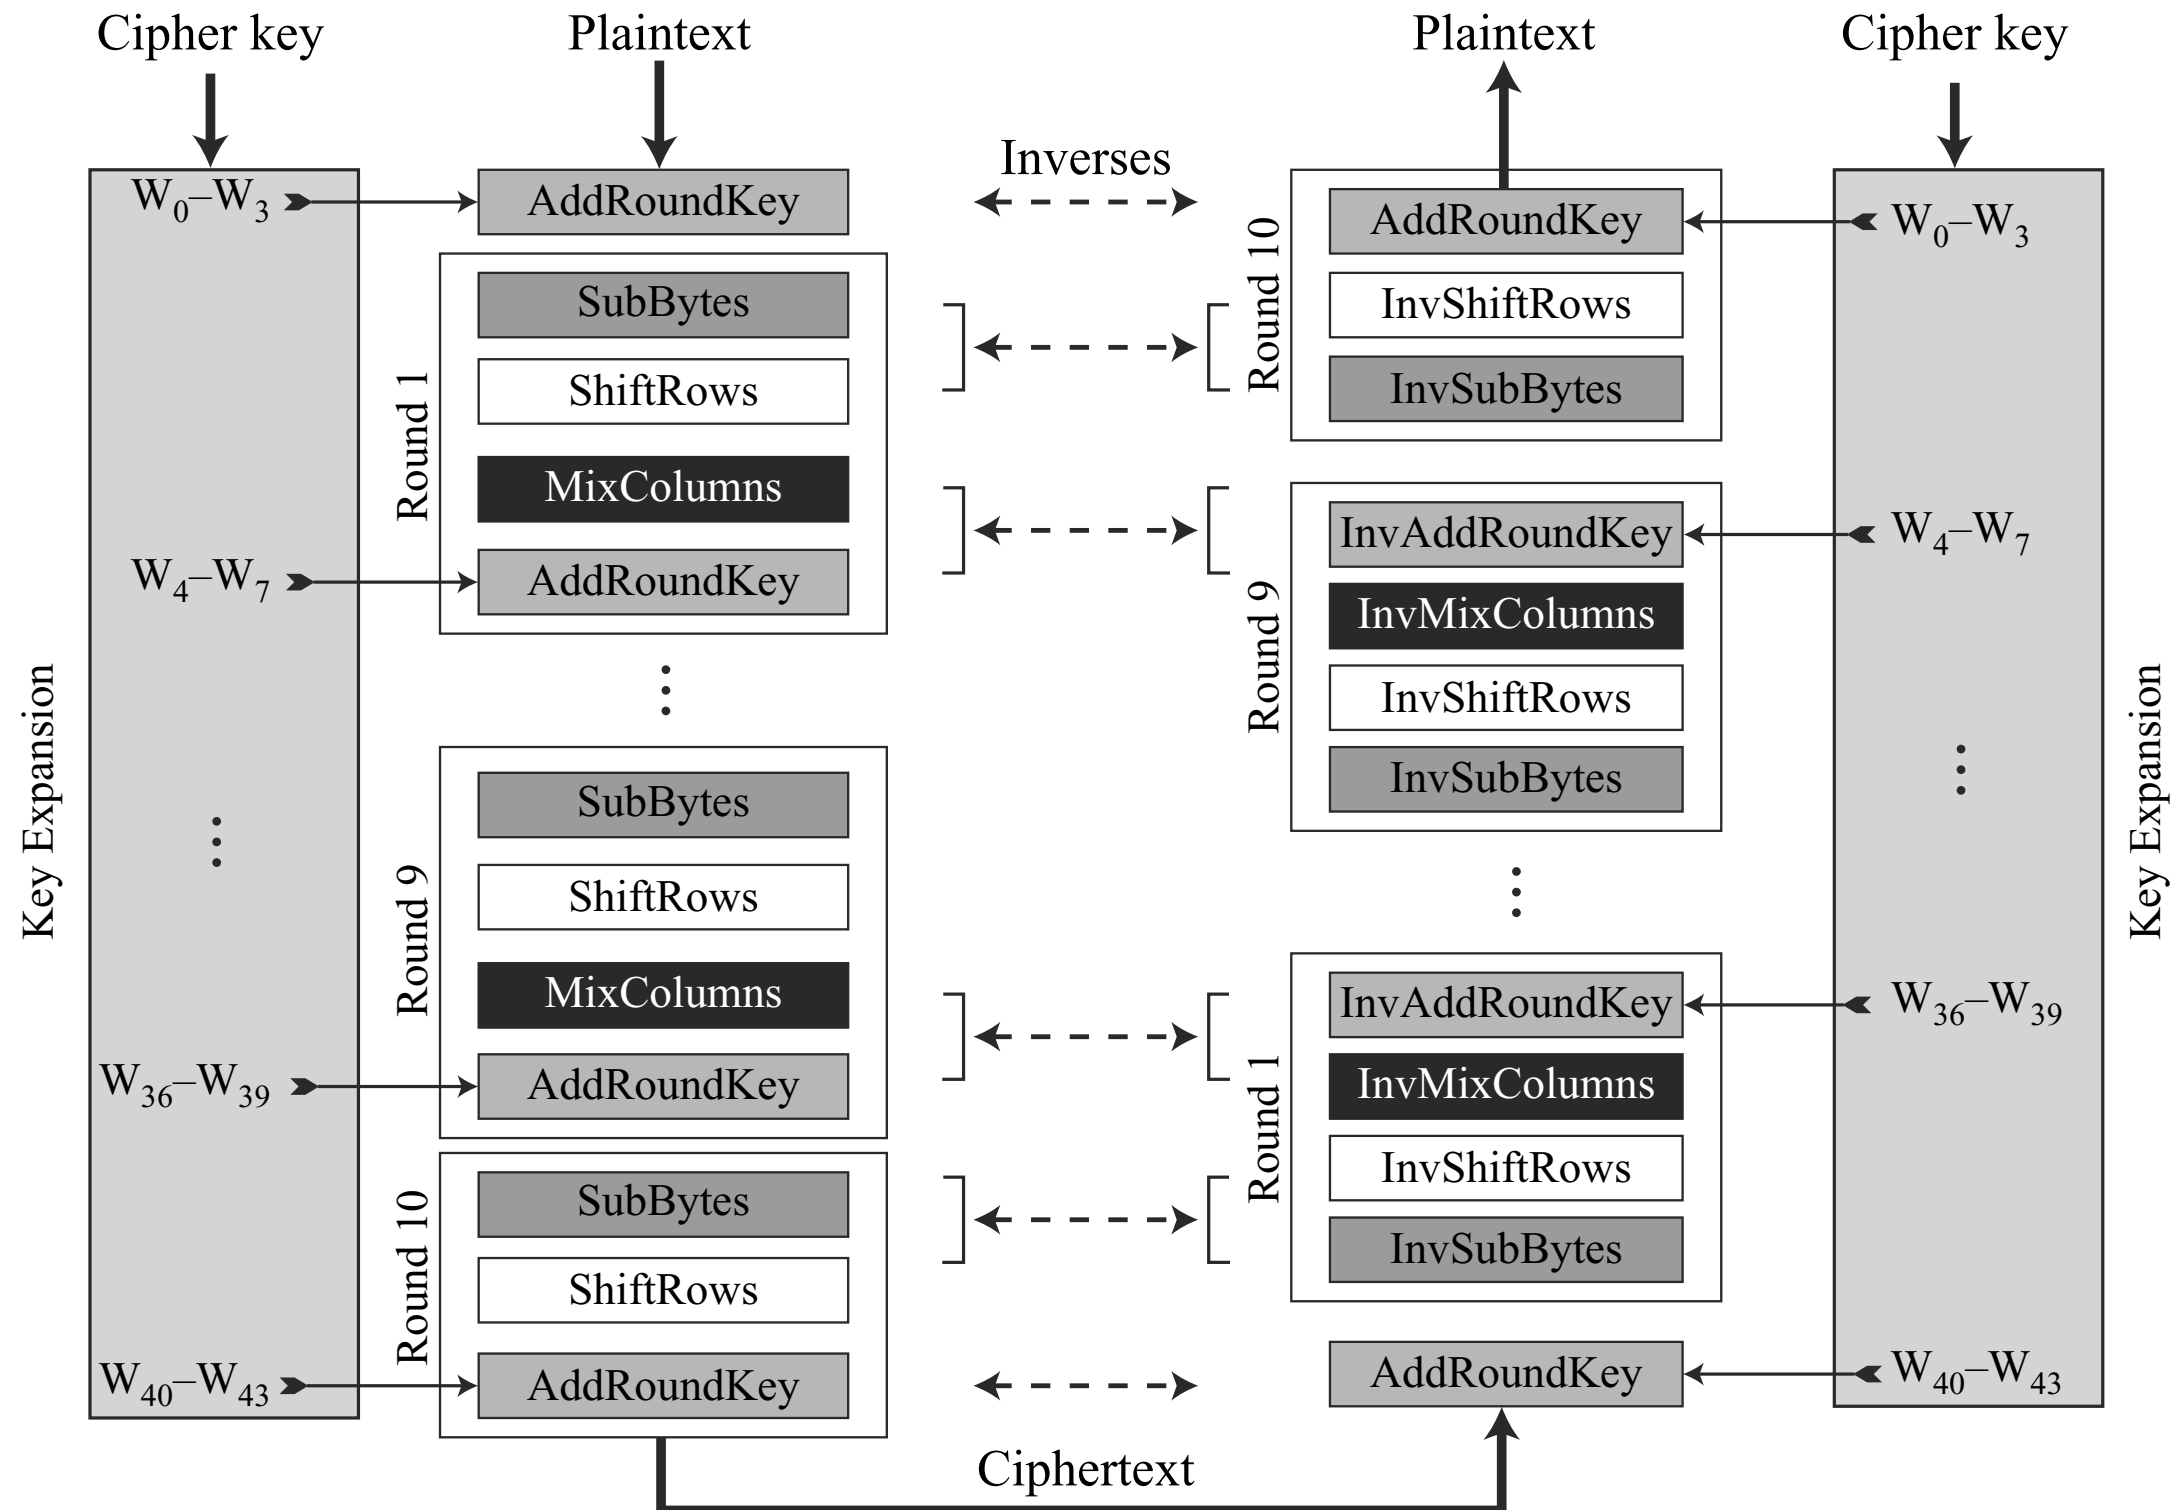 Cipher key
Plaintext
Plaintext
Cipher key
Inverses
Key Expansion
W0–W3
W4–W7
⋮
W36–W39
W40–W43
AddRoundKey
Round 1
SubBytes
ShiftRows
MixColumns
AddRoundKey
⋮
Round 9
SubBytes
ShiftRows
MixColumns
AddRoundKey
Round 10
SubBytes
ShiftRows
AddRoundKey
Ciphertext
Round 10
AddRoundKey
InvShiftRows
InvSubBytes
Round 9
InvAddRoundKey
InvMixColumns
InvShiftRows
InvSubBytes
⋮
Round 1
InvAddRoundKey
InvMixColumns
InvShiftRows
InvSubBytes
AddRoundKey
W0–W3
W4–W7
⋮
W36–W39
W40–W43
Key Expansion